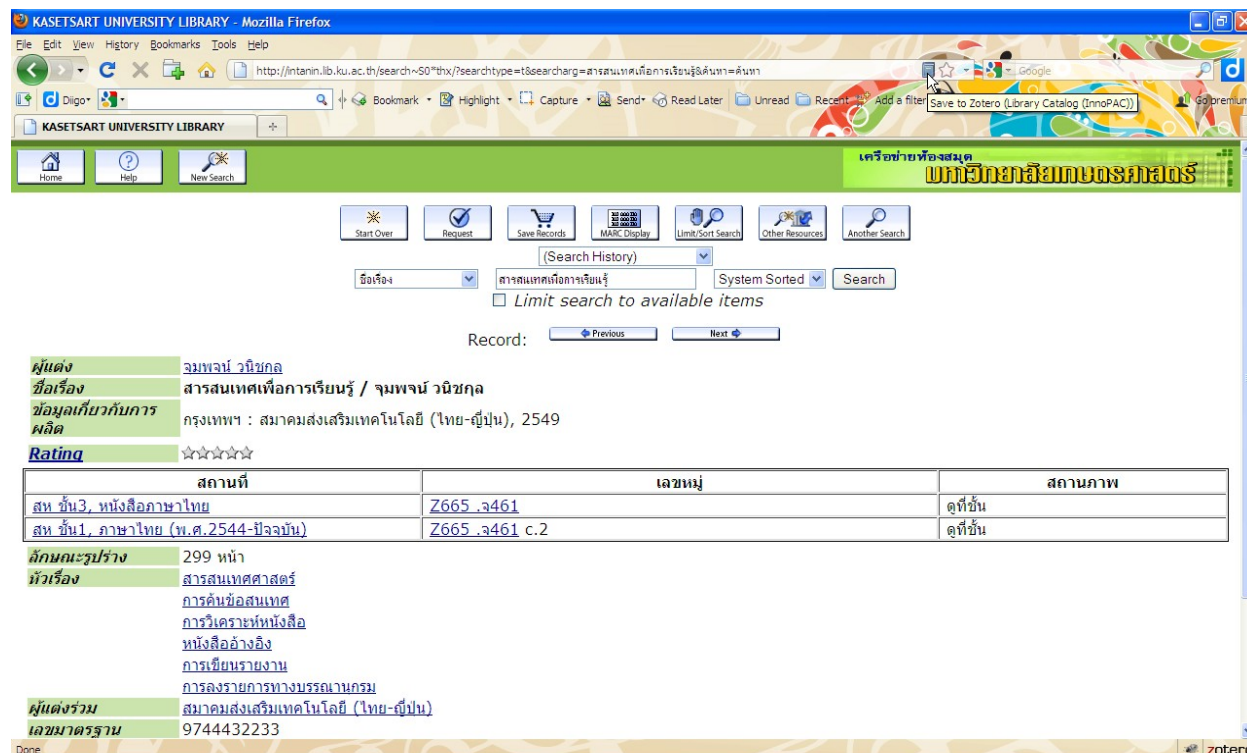 KASETSART UNIVERSITY LIBRARY - Mozilla Firefox
File Edit View History Bookmarks Tools Help
http://intanin.lib.ku.ac.th/search~S0*thx/?searchtype=t&searcharg=สารสนเทศเพื่อการเรียนรู้&ค้นหา=ค้นหา
Google
Diigo Bookmark Highlight Capture Send Read Later Unread Recent Add a filter Go premium
Save to Zotero (Library Catalog (InnoPAC))
KASETSART UNIVERSITY LIBRARY
Home Help New Search
เครือข่ายห้องสมุด
มหาวิทยาลัยเกษตรศาสตร์
Start Over Request Save Records MARC Display Limit/Sort Search Other Resources Another Search
(Search History)
ชื่อเรื่อง สารสนเทศเพื่อการเรียนรู้ System Sorted Search
Limit search to available items
Record: Previous Next
ผู้แต่ง จุมพจน์ วนิชกุล
ชื่อเรื่อง สารสนเทศเพื่อการเรียนรู้ / จุมพจน์ วนิชกุล
ข้อมูลเกี่ยวกับการผลิต กรุงเทพฯ : สมาคมส่งเสริมเทคโนโลยี (ไทย-ญี่ปุ่น), 2549
Rating
สถานที่ เลขหมู่ สถานภาพ
สห ชั้น3, หนังสือภาษาไทย Z665 .จ461 ดูที่ชั้น
สห ชั้น1, ภาษาไทย (พ.ศ.2544-ปัจจุบัน) Z665 .จ461 c.2 ดูที่ชั้น
ลักษณะรูปร่าง 299 หน้า
หัวเรื่อง สารสนเทศศาสตร์
การค้นข้อสนเทศ
การวิเคราะห์หนังสือ
หนังสืออ้างอิง
การเขียนรายงาน
การลงรายการทางบรรณานุกรม
ผู้แต่งร่วม สมาคมส่งเสริมเทคโนโลยี (ไทย-ญี่ปุ่น)
เลขมาตรฐาน 9744432233
Done